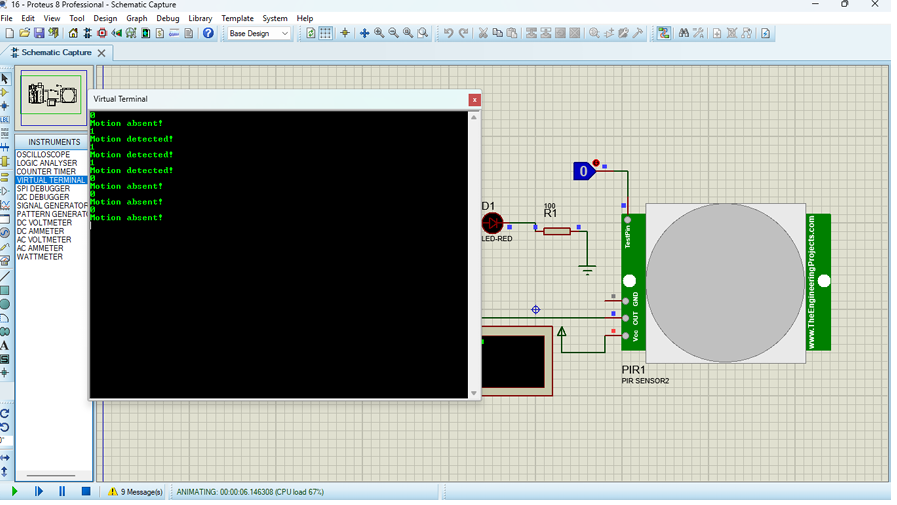 16 - Proteus 8 Professional - Schematic Capture
File Edit View Tool Design Graph Debug Library Template System Help
Base Design
Schematic Capture
Virtual Terminal
0
Motion absent!
1
Motion detected!
1
Motion detected!
1
Motion detected!
0
Motion absent!
0
Motion absent!
0
Motion absent!
LBL
A
INSTRUMENTS
OSCILLOSCOPE
LOGIC ANALYSER
COUNTER TIMER
VIRTUAL TERMINAL
SPI DEBUGGER
I2C DEBUGGER
SIGNAL GENERATOR
PATTERN GENERAT
DC VOLTMETER
DC AMMETER
AC VOLTMETER
AC AMMETER
WATTMETER
0
D1
LED-RED
100
R1
TestPin
GND
OUT
Vcc
www.TheEngineeringProjects.com
PIR1
PIR SENSOR2
9 Message(s)
ANIMATING: 00:00:06.146308 (CPU load 67%)